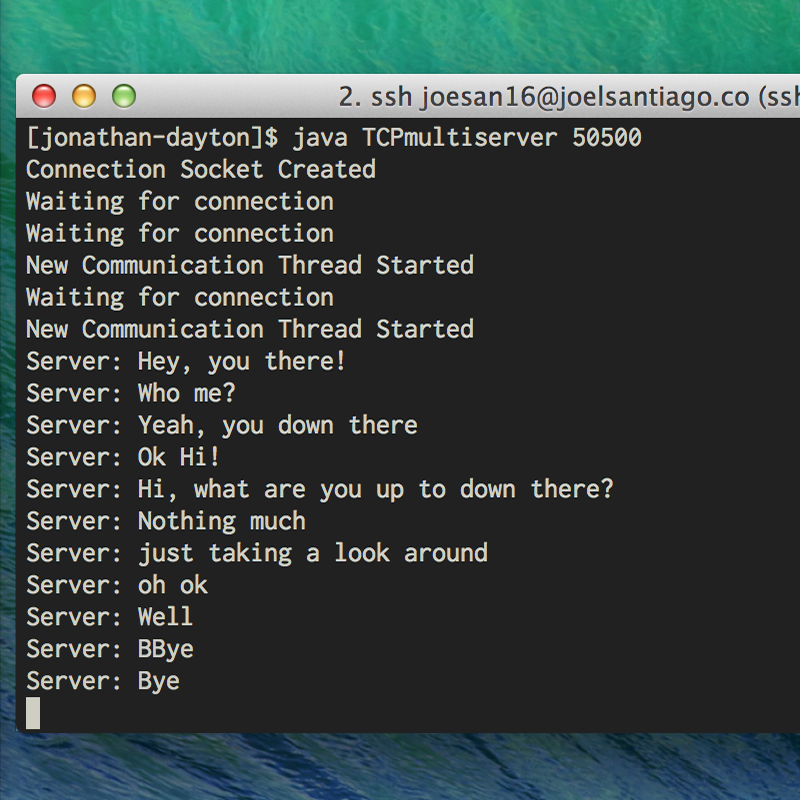 2. ssh joesan16@joelsantiago.co (ssh
[jonathan-dayton]$ java TCPmultiserver 50500
Connection Socket Created
Waiting for connection
Waiting for connection
New Communication Thread Started
Waiting for connection
New Communication Thread Started
Server: Hey, you there!
Server: Who me?
Server: Yeah, you down there
Server: Ok Hi!
Server: Hi, what are you up to down there?
Server: Nothing much
Server: just taking a look around
Server: oh ok
Server: Well
Server: BBye
Server: Bye